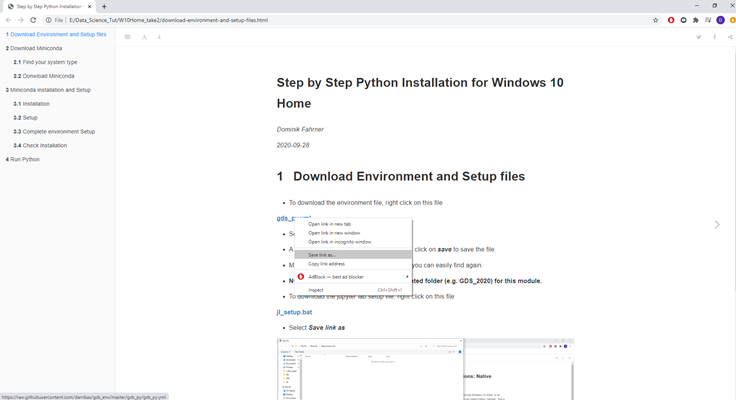 Step by Step Python Installation
File | E:/Data_Science_Tut/W10Home_take2/download-environment-and-setup-files.html
1 Download Environment and Setup files
2 Download Miniconda
2.1 Find your system type
2.2 Donwload Miniconda
3 Miniconda installation and Setup
3.1 Installation
3.2 Setup
3.3 Complete environment Setup
3.4 Check Installation
4 Run Python
Step by Step Python Installation for Windows 10
Home
Dominik Fahrner
2020-09-28
1 Download Environment and Setup files
To download the environment file, right click on this file
gds_py.yml
Open link in new tab
Open link in new window
Open link in incognito window
Save link as...
Copy link address
AdBlock — best ad blocker
Inspect Ctrl+Shift+I
click on save to save the file.
you can easily find again.
ted folder (e.g. GDS_2020) for this module.
To download the jupyter lab setup file, right click on this file
jl_setup.bat
Select Save link as
ons: Native
https://raw.githubusercontent.com/darribas/gds_env/master/gds_py/gds_py.yml